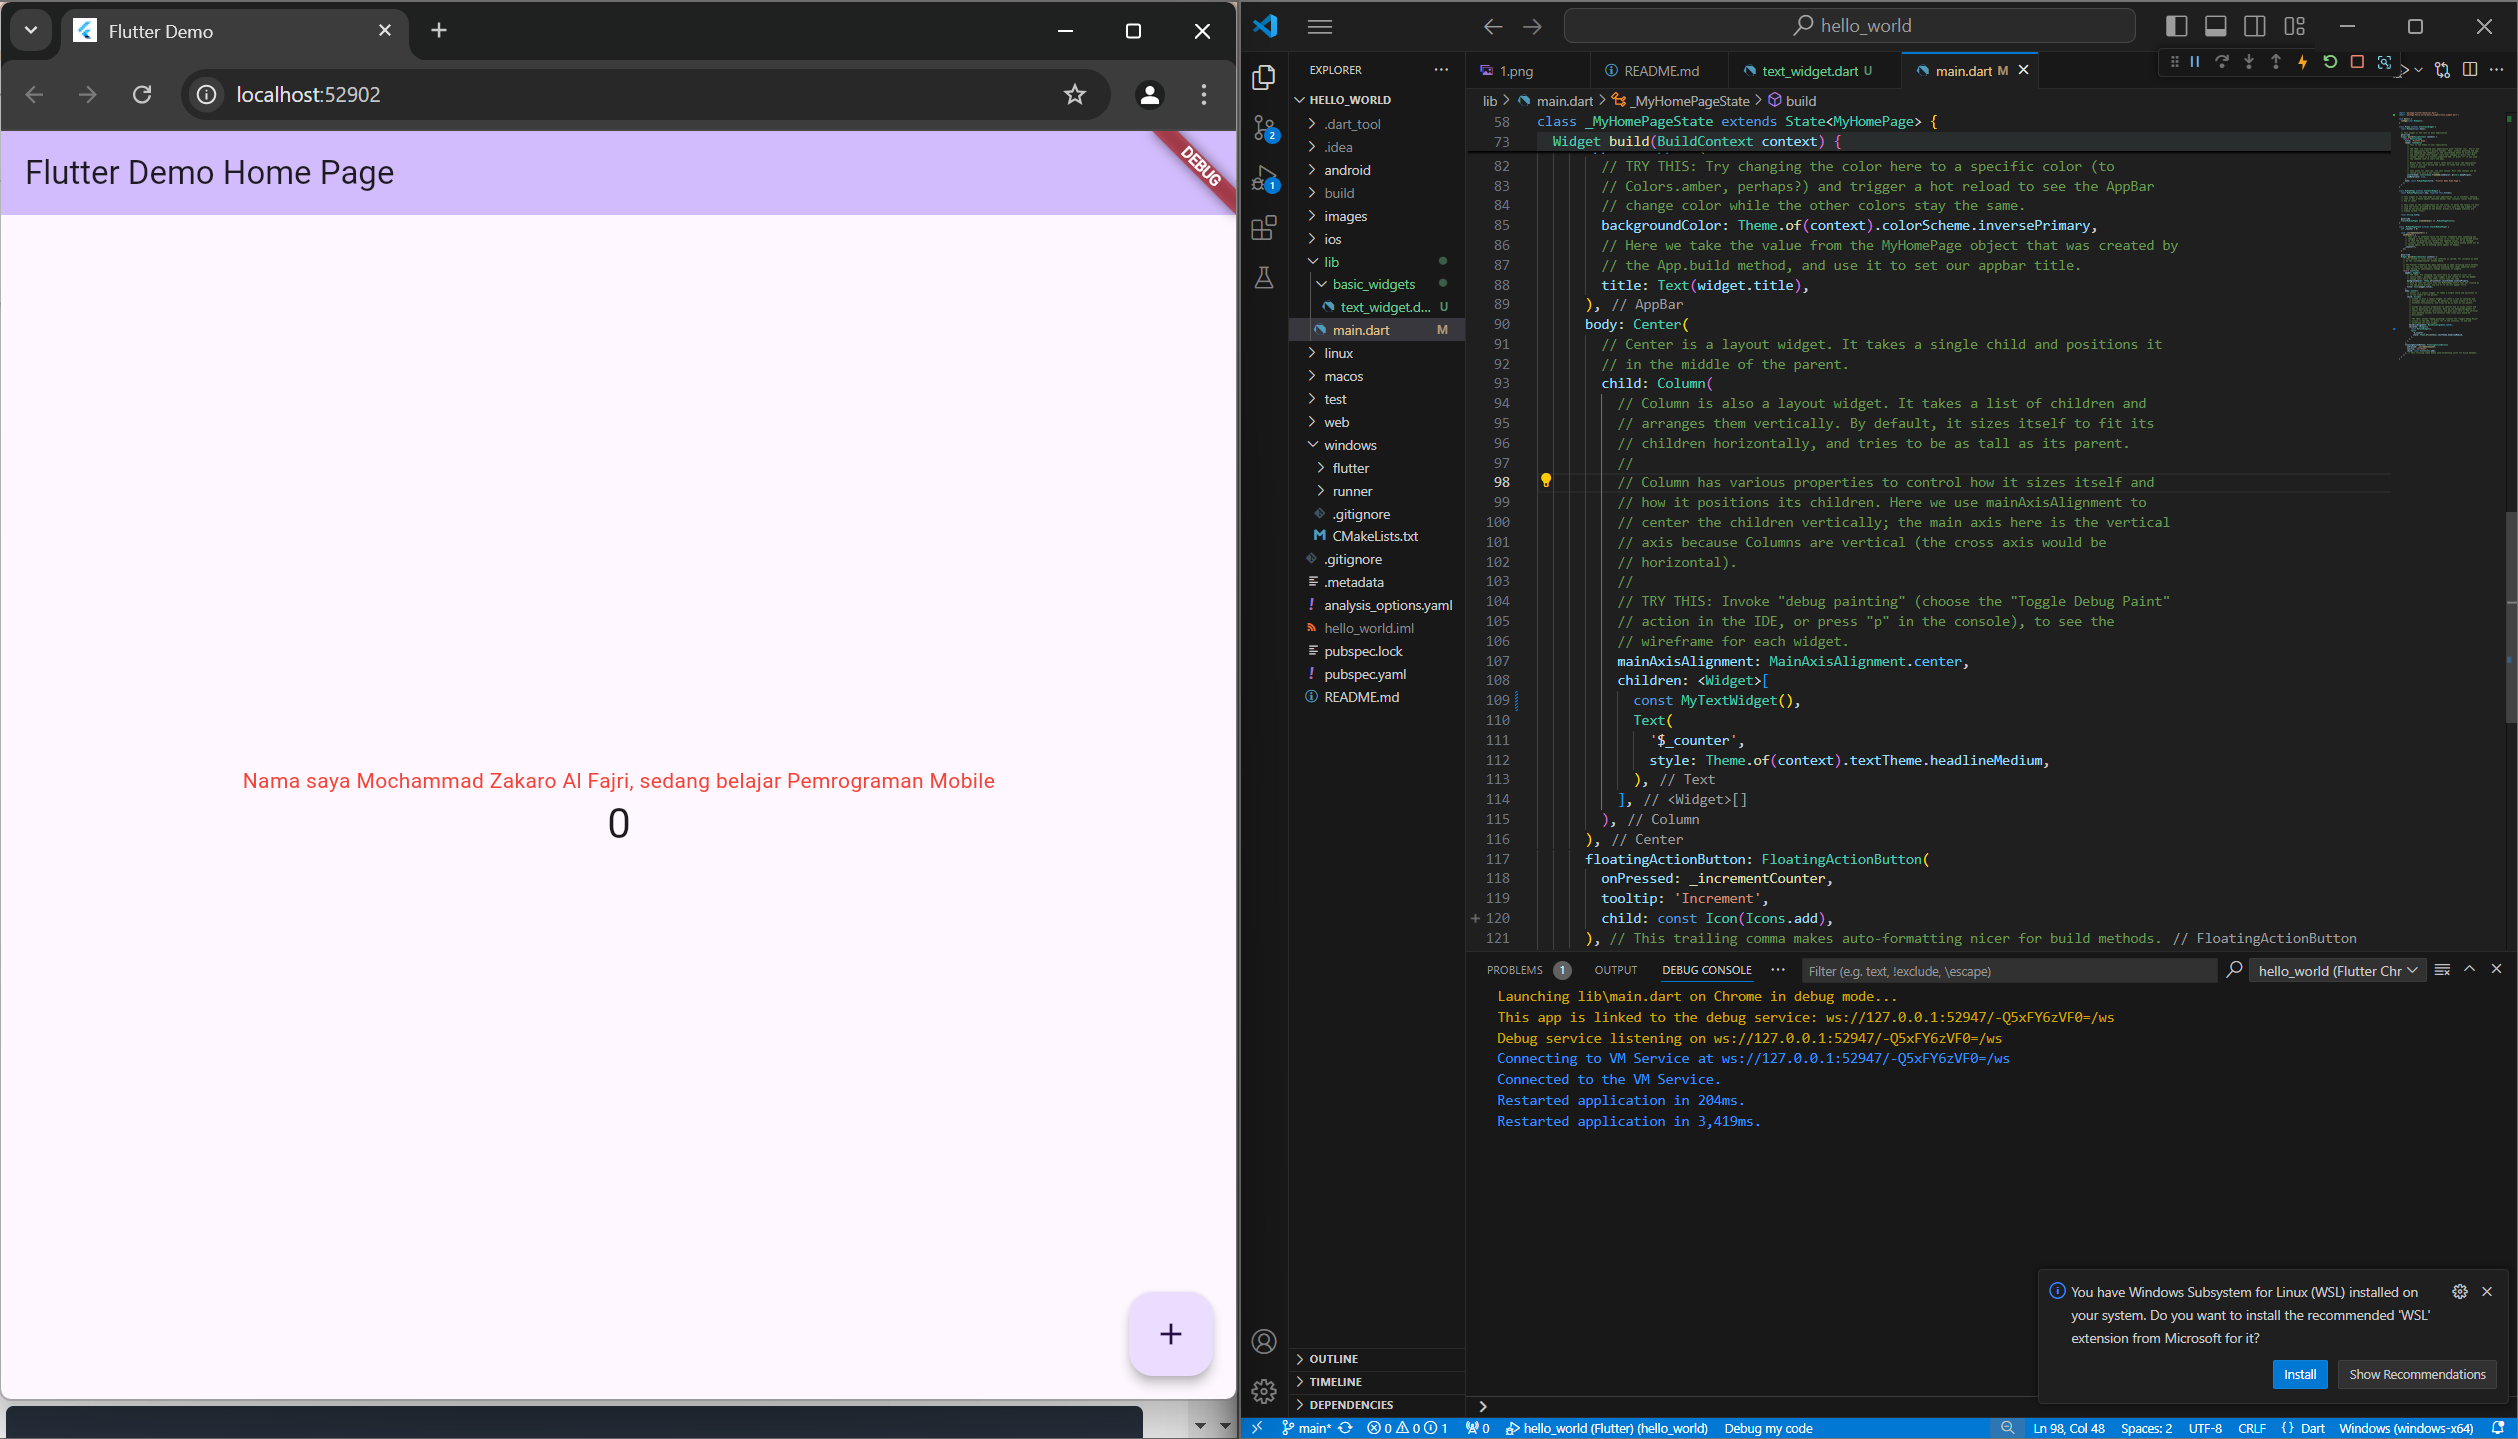 Flutter Demo
localhost:52902
Flutter Demo Home Page
DEBUG
Nama saya Mochammad Zakaro Al Fajri, sedang belajar Pemrograman Mobile
0
hello_world
EXPLORER
HELLO_WORLD
.dart_tool
.idea
android
build
images
ios
lib
basic_widgets
text_widget.d... U
main.dart M
linux
macos
test
web
windows
flutter
runner
.gitignore
CMakeLists.txt
.gitignore
.metadata
analysis_options.yaml
hello_world.iml
pubspec.lock
pubspec.yaml
README.md
OUTLINE
TIMELINE
DEPENDENCIES
2
1
1.png README.md text_widget.dart U main.dart M
lib > main.dart > _MyHomePageState > build
58 class _MyHomePageState extends State<MyHomePage> {
73 Widget build(BuildContext context) {
82 // TRY THIS: Try changing the color here to a specific color (to
83 // Colors.amber, perhaps?) and trigger a hot reload to see the AppBar
84 // change color while the other colors stay the same.
85 backgroundColor: Theme.of(context).colorScheme.inversePrimary,
86 // Here we take the value from the MyHomePage object that was created by
87 // the App.build method, and use it to set our appbar title.
88 title: Text(widget.title),
89 ), // AppBar
90 body: Center(
91 // Center is a layout widget. It takes a single child and positions it
92 // in the middle of the parent.
93 child: Column(
94 // Column is also a layout widget. It takes a list of children and
95 // arranges them vertically. By default, it sizes itself to fit its
96 // children horizontally, and tries to be as tall as its parent.
97 //
98 // Column has various properties to control how it sizes itself and
99 // how it positions its children. Here we use mainAxisAlignment to
100 // center the children vertically; the main axis here is the vertical
101 // axis because Columns are vertical (the cross axis would be
102 // horizontal).
103 //
104 // TRY THIS: Invoke "debug painting" (choose the "Toggle Debug Paint"
105 // action in the IDE, or press "p" in the console), to see the
106 // wireframe for each widget.
107 mainAxisAlignment: MainAxisAlignment.center,
108 children: <Widget>[
109 const MyTextWidget(),
110 Text(
111 '$_counter',
112 style: Theme.of(context).textTheme.headlineMedium,
113 ), // Text
114 ], // <Widget>[]
115 ), // Column
116 ), // Center
117 floatingActionButton: FloatingActionButton(
118 onPressed: _incrementCounter,
119 tooltip: 'Increment',
120 child: const Icon(Icons.add),
121 ), // This trailing comma makes auto-formatting nicer for build methods. // FloatingActionButton
PROBLEMS 1 OUTPUT DEBUG CONSOLE ··· Filter (e.g. text, !exclude, \escape) hello_world (Flutter Chr
Launching lib\main.dart on Chrome in debug mode...
This app is linked to the debug service: ws://127.0.0.1:52947/-Q5xFY6zVF0=/ws
Debug service listening on ws://127.0.0.1:52947/-Q5xFY6zVF0=/ws
Connecting to VM Service at ws://127.0.0.1:52947/-Q5xFY6zVF0=/ws
Connected to the VM Service.
Restarted application in 204ms.
Restarted application in 3,419ms.
You have Windows Subsystem for Linux (WSL) installed on
your system. Do you want to install the recommended 'WSL'
extension from Microsoft for it?
Install Show Recommendations
main* 0 0 1 0 hello_world (Flutter) (hello_world) Debug my code Ln 98, Col 48 Spaces: 2 UTF-8 CRLF {} Dart Windows (windows-x64)